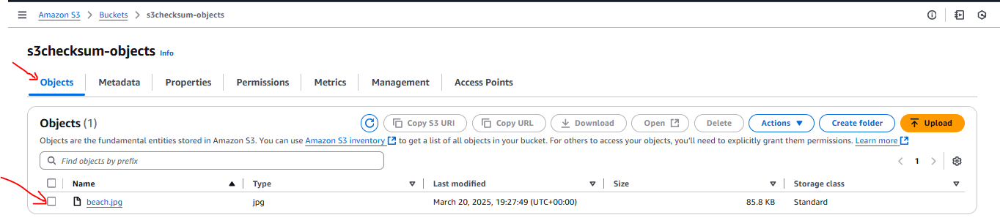 Amazon S3 > Buckets > s3checksum-objects
s3checksum-objects Info
Objects Metadata Properties Permissions Metrics Management Access Points
Objects (1) Copy S3 URI Copy URL Download Open Delete Actions Create folder Upload
Objects are the fundamental entities stored in Amazon S3. You can use Amazon S3 inventory to get a list of all objects in your bucket. For others to access your objects, you'll need to explicitly grant them permissions. Learn more
Find objects by prefix 1
Name Type Last modified Size Storage class
beach.jpg jpg March 20, 2025, 19:27:49 (UTC+00:00) 85.8 KB Standard